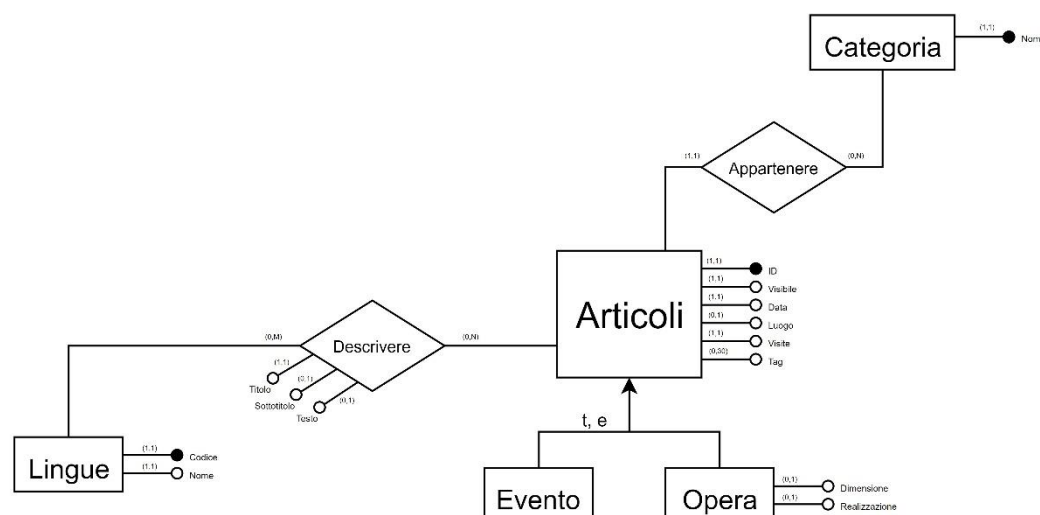 Categoria
(1,1)
Nom
(1,1)
Appartenere
(0,N)
Articoli
(1,1)
ID
(1,1)
Visibile
(1,1)
Data
(0,1)
Luogo
(1,1)
Visite
(0,30)
Tag
(0,M)
Descrivere
(0,N)
(1,1)
Titolo
(0,1)
Sottotitolo
(0,1)
Testo
t, e
Lingue
(1,1)
Codice
(1,1)
Nome
Evento
Opera
(0,1)
Dimensione
(0,1)
Realizzazione